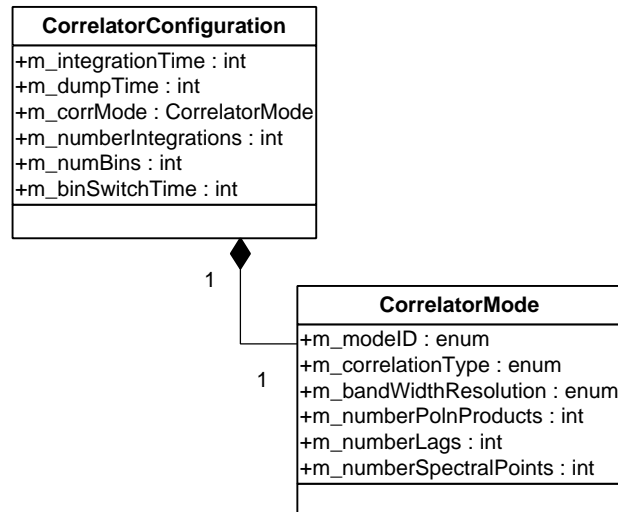 CorrelatorConfiguration
+m_integrationTime : int
+m_dumpTime : int
+m_corrMode : CorrelatorMode
+m_numberIntegrations : int
+m_numBins : int
+m_binSwitchTime : int
1
1
CorrelatorMode
+m_modeID : enum
+m_correlationType : enum
+m_bandWidthResolution : enum
+m_numberPolnProducts : int
+m_numberLags : int
+m_numberSpectralPoints : int